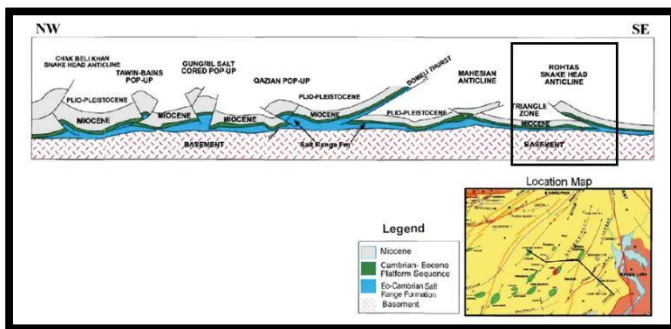 NW
SE
CHAK BELI KHAN
SNAKE HEAD ANTICLINE
TAWIN-BAINS
POP-UP
GUNGRIL SALT
CORED POP-UP
QAZIAN POP-UP
DOMELI THURST
MAHESIAN
ANTICLINE
ROHTAS
SNAKE HEAD
ANTICLINE
PLIO-PLEISTOCENE
PLIO-PLEISTOCENE
PLIO-PLEISTOCENE
TRIANGLE
ZONE
MIOCENE
MIOCENE
MIOCENE
MIOCENE
MIOCENE
BASEMENT
Salt Range Fm
BASEMENT
Location Map
Legend
Miocene
Cambrian- Eocene
Platform Sequence
Eo-Cambrian Salt
Range Formation
Basement